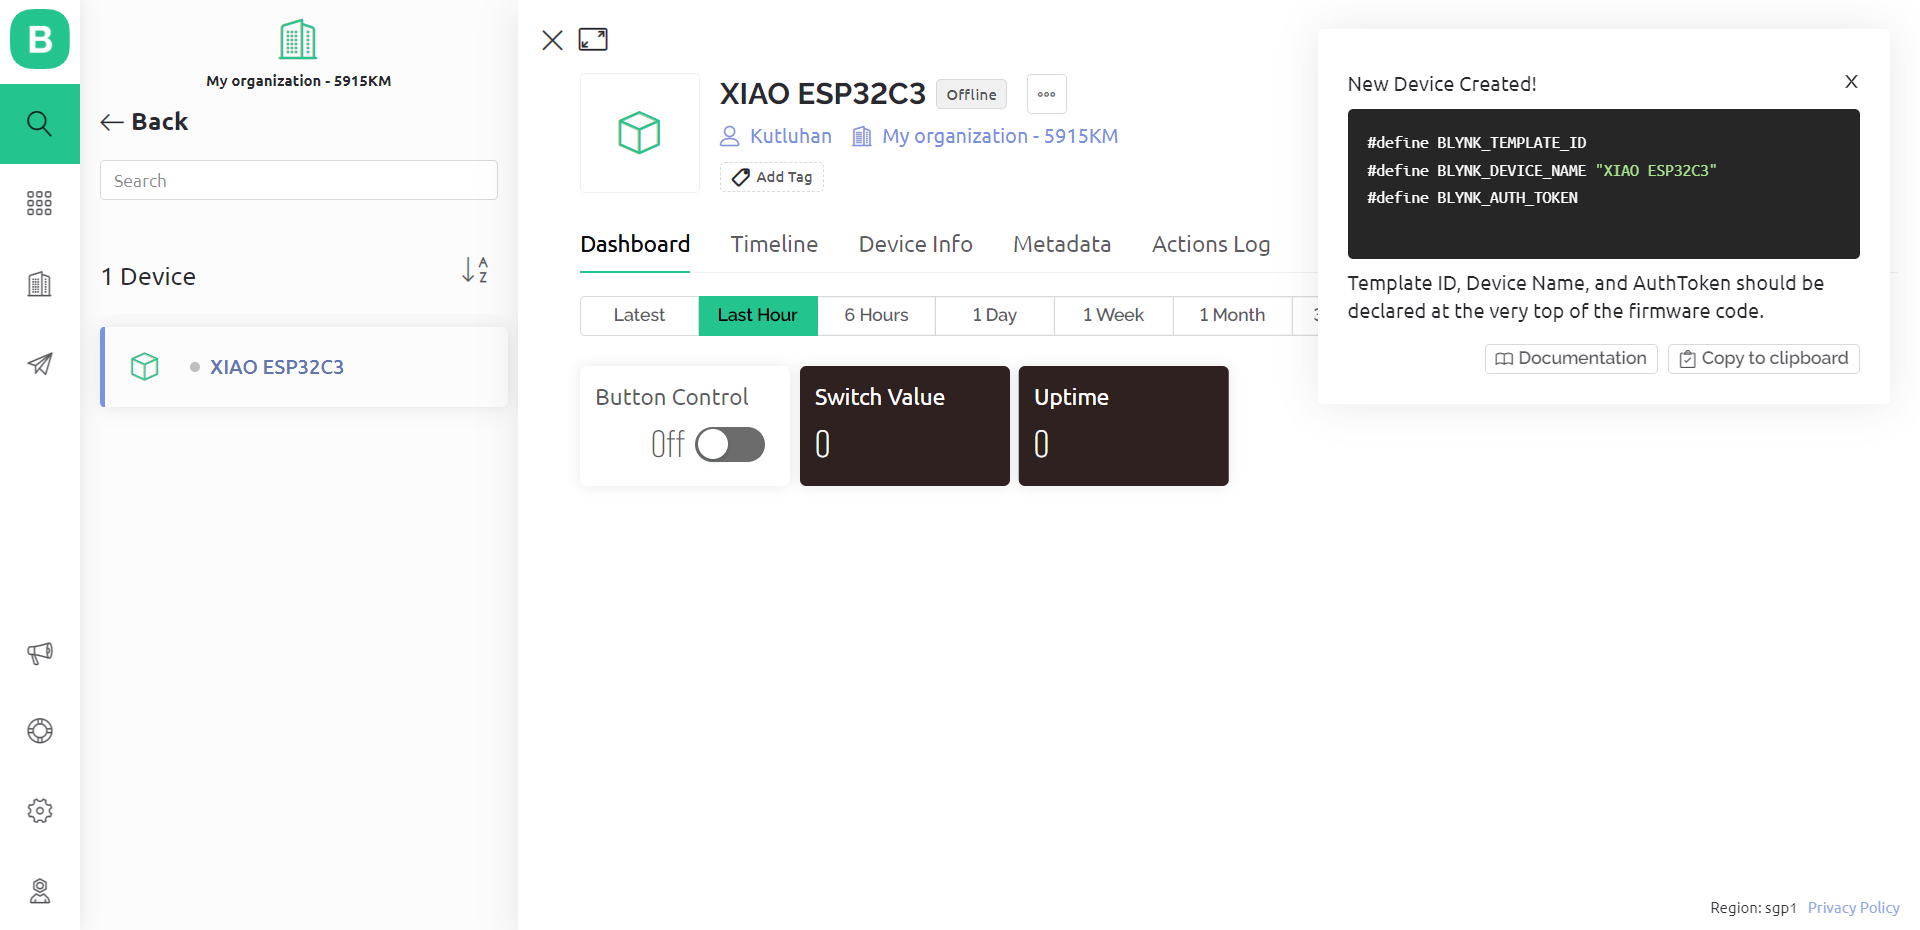 B
My organization - 5915KM
Back
Search
1 Device
A
Z
XIAO ESP32C3
XIAO ESP32C3
Offline
Kutluhan
My organization - 5915KM
Add Tag
Dashboard
Timeline
Device Info
Metadata
Actions Log
Latest
Last Hour
6 Hours
1 Day
1 Week
1 Month
Button Control
Off
Switch Value
0
Uptime
0
New Device Created!
X
#define BLYNK_TEMPLATE_ID
#define BLYNK_DEVICE_NAME "XIAO ESP32C3"
#define BLYNK_AUTH_TOKEN
Template ID, Device Name, and AuthToken should be
declared at the very top of the firmware code.
Documentation
Copy to clipboard
Region: sgp1 Privacy Policy